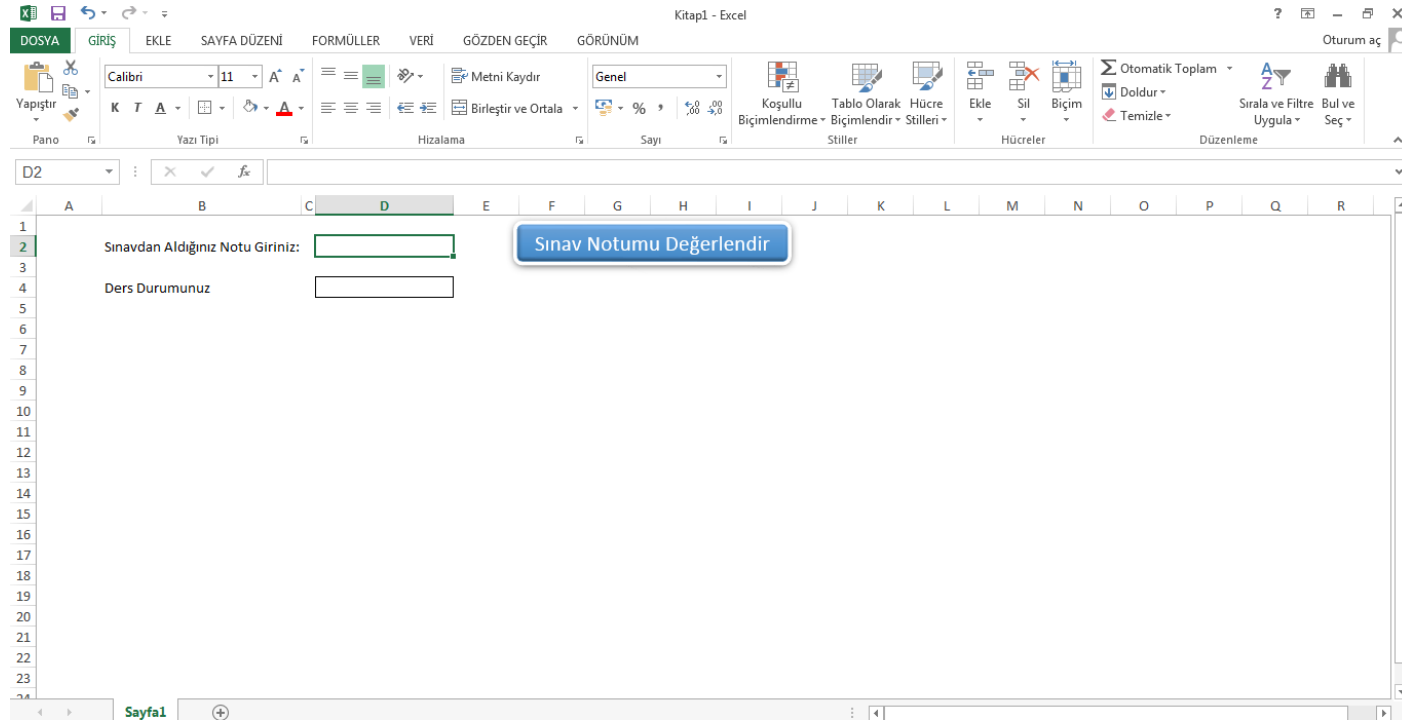 Kitap1 - Excel
?
DOSYA GİRİŞ EKLE SAYFA DÜZENİ FORMÜLLER VERİ GÖZDEN GEÇİR GÖRÜNÜM Oturum aç
Yapıştır
Calibri 11 A A
K T A A
Metni Kaydır
Birleştir ve Ortala
Genel
% , ,00
Koşullu Biçimlendirme
Tablo Olarak Biçimlendir
Hücre Stilleri
Ekle Sil Biçim
Σ Otomatik Toplam
Doldur
Temizle
Sırala ve Filtre Uygula
Bul ve Seç
Pano Yazı Tipi Hizalama Sayı Stiller Hücreler Düzenleme
D2 fx
A B C D E F G H I J K L M N O P Q R
1
2 Sınavdan Aldığınız Notu Giriniz: Sınav Notumu Değerlendir
3
4 Ders Durumunuz
5
6
7
8
9
10
11
12
13
14
15
16
17
18
19
20
21
22
23
24
Sayfa1